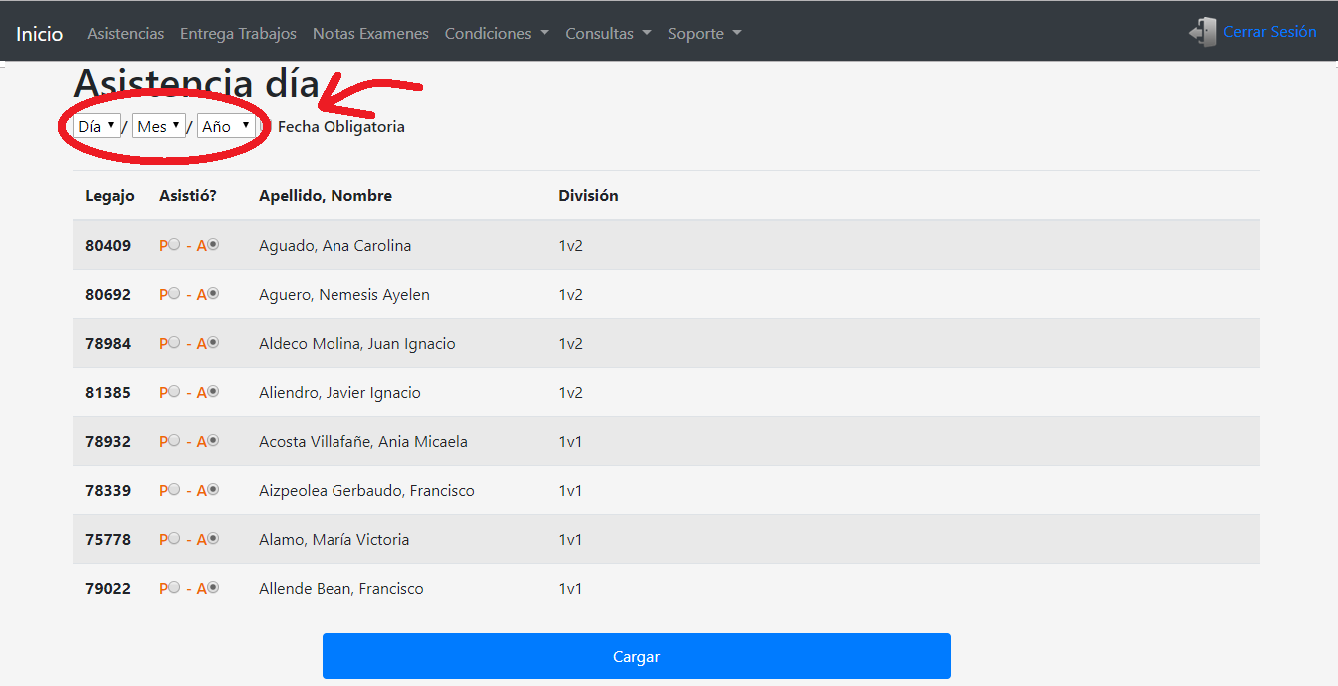 Inicio Asistencias Entrega Trabajos Notas Examenes Condiciones Consultas Soporte Cerrar Sesión
Asistencia día
Día / Mes / Año Fecha Obligatoria
Legajo Asistió? Apellido, Nombre División
80409 P - A Aguado, Ana Carolina 1v2
80692 P - A Aguero, Nemesis Ayelen 1v2
78984 P - A Aldeco Molina, Juan Ignacio 1v2
81385 P - A Aliendro, Javier Ignacio 1v2
78932 P - A Acosta Villafañe, Ania Micaela 1v1
78339 P - A Aizpeolea Gerbaudo, Francisco 1v1
75778 P - A Alamo, María Victoria 1v1
79022 P - A Allende Bean, Francisco 1v1
Cargar